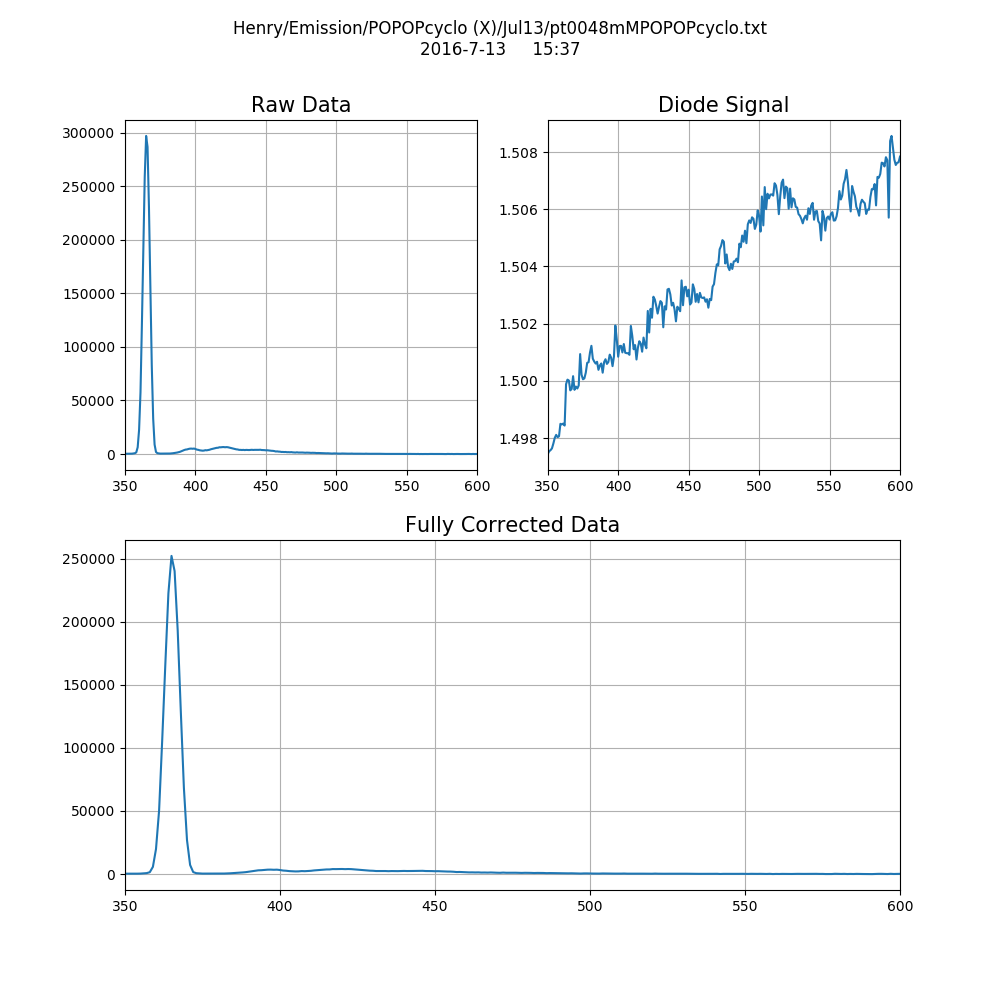 Henry/Emission/POPOPcyclo (X)/Jul13/pt0048mMPOPOPcyclo.txt
2016-7-13 15:37
Raw Data
300000
250000
200000
150000
100000
50000
0
350 400 450 500 550 600
Diode Signal
1.508
1.506
1.504
1.502
1.500
1.498
350 400 450 500 550 600
Fully Corrected Data
250000
200000
150000
100000
50000
0
350 400 450 500 550 600